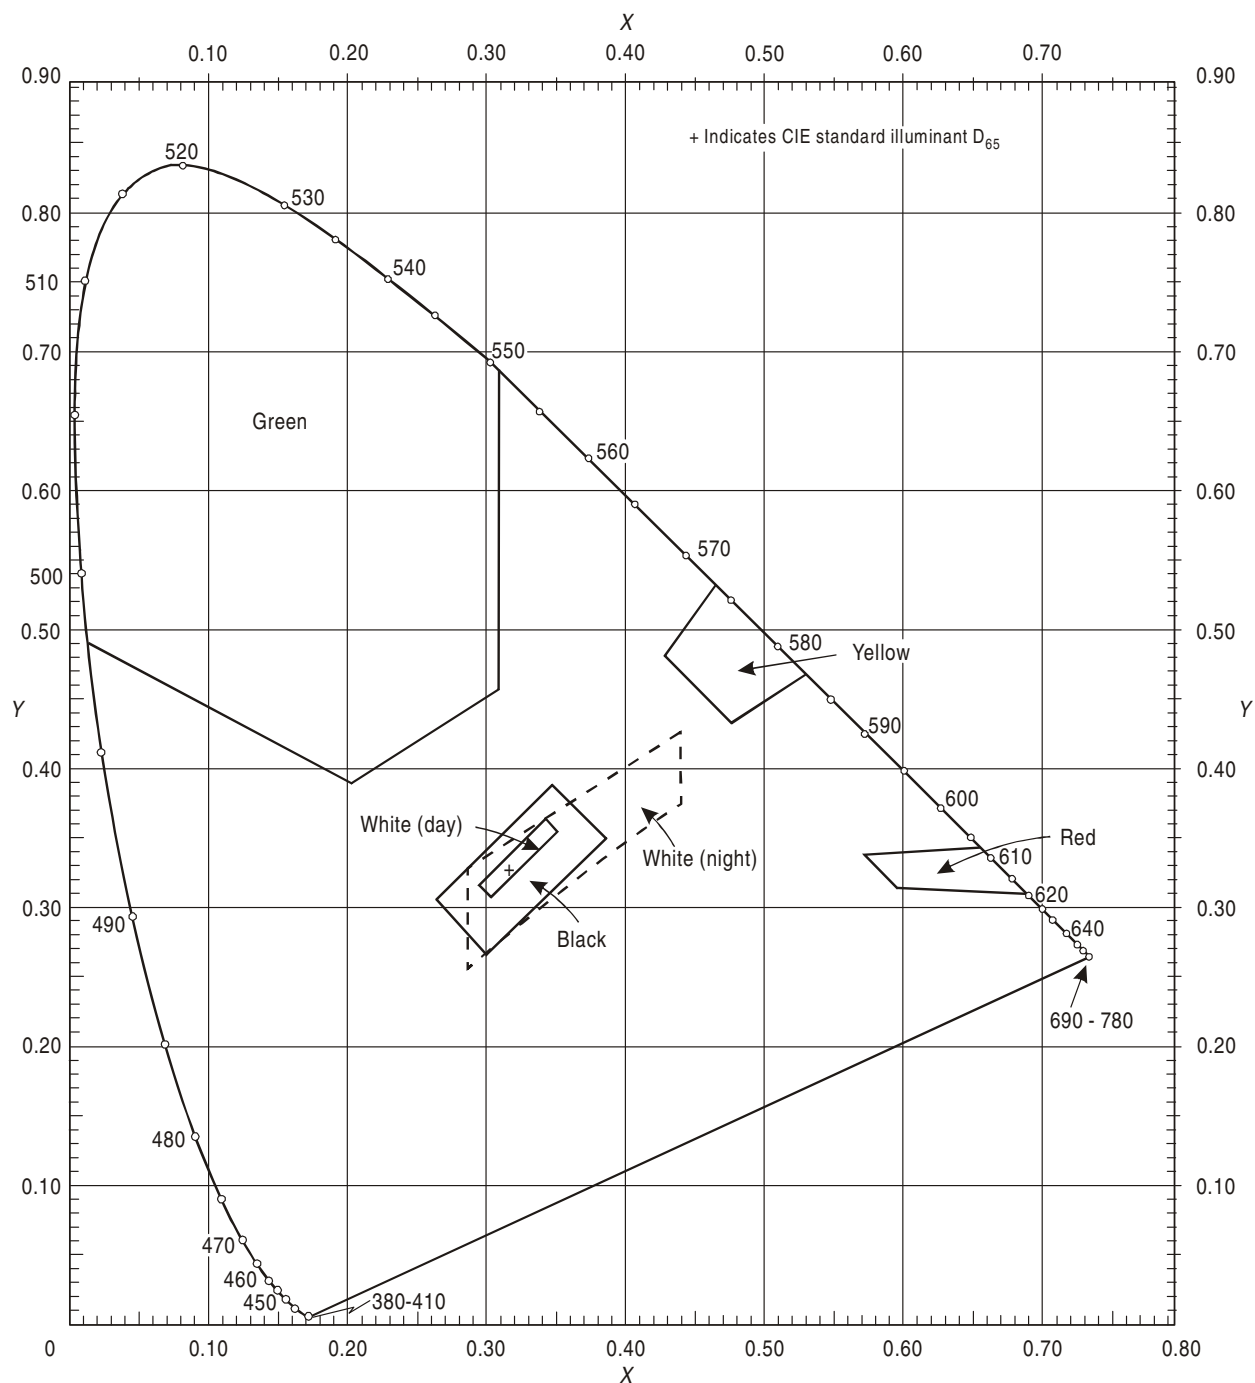 X
0.10 0.20 0.30 0.40 0.50 0.60 0.70
0.90 0.90
+ Indicates CIE standard illuminant D65
520
530
0.80 0.80
540
510
550
0.70 0.70
Green
560
0.60 0.60
570
500
0.50 0.50
580
Yellow
Y Y
590
0.40 0.40
600
White (day)
Red
610
White (night)
620
0.30 0.30
490
640
Black
690 - 780
0.20 0.20
480
0.10 0.10
470
460
450
380-410
0 0.10 0.20 0.30 0.40 0.50 0.60 0.70 0.80
X